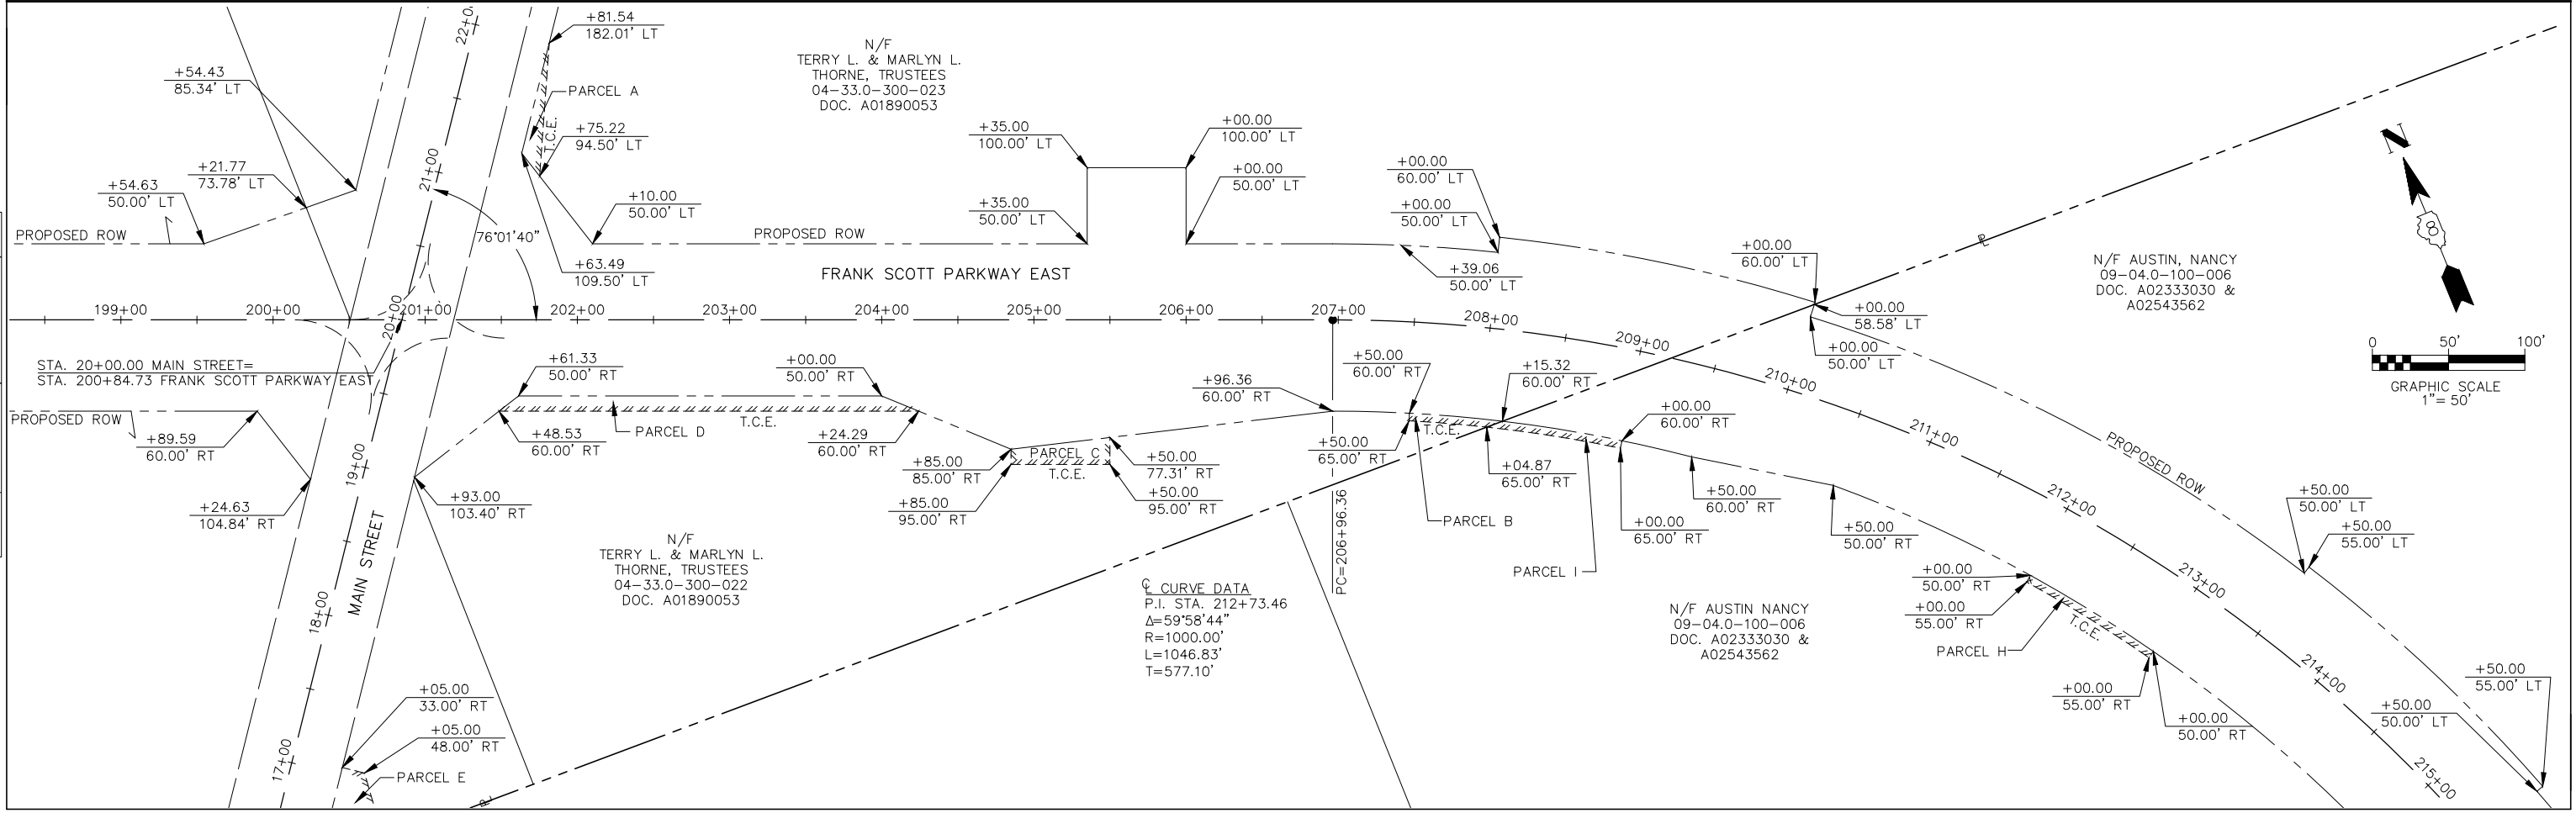 +81.54
182.01' LT
22+0
N/F
TERRY L. & MARLYN L.
THORNE, TRUSTEES
04-33.0-300-023
DOC. A01890053
+54.43
85.34' LT
PARCEL A
T.C.E.
+75.22
94.50' LT
+35.00
100.00' LT
+00.00
100.00' LT
21+00
+21.77
73.78' LT
+54.63
50.00' LT
+10.00
50.00' LT
+35.00
50.00' LT
+00.00
50.00' LT
+00.00
60.00' LT
+00.00
50.00' LT
N
PROPOSED ROW
76°01'40"
PROPOSED ROW
+63.49
109.50' LT
FRANK SCOTT PARKWAY EAST
+39.06
50.00' LT
+00.00
60.00' LT
PL
N/F AUSTIN, NANCY
09-04.0-100-006
DOC. A02333030 &
A02543562
199+00
200+00
20+00
201+00
202+00
203+00
204+00
205+00
206+00
207+00
208+00
209+00
210+00
211+00
212+00
213+00
214+00
215+00
+00.00
58.58' LT
+00.00
50.00' LT
0 50' 100'
GRAPHIC SCALE
1"= 50'
STA. 20+00.00 MAIN STREET=
STA. 200+84.73 FRANK SCOTT PARKWAY EAST
+61.33
50.00' RT
+00.00
50.00' RT
+96.36
60.00' RT
+50.00
60.00' RT
+15.32
60.00' RT
PROPOSED ROW
+89.59
60.00' RT
+48.53
60.00' RT
PARCEL D
T.C.E.
+24.29
60.00' RT
+85.00
85.00' RT
PARCEL C
T.C.E.
+50.00
77.31' RT
+50.00
65.00' RT
T.C.E.
+04.87
65.00' RT
+00.00
60.00' RT
+50.00
60.00' RT
PROPOSED ROW
19+00
+24.63
104.84' RT
+93.00
103.40' RT
+85.00
95.00' RT
+50.00
95.00' RT
PC=206+96.36
PARCEL B
+00.00
65.00' RT
+50.00
50.00' RT
+50.00
50.00' LT
+50.00
55.00' LT
MAIN STREET
18+00
N/F
TERRY L. & MARLYN L.
THORNE, TRUSTEES
04-33.0-300-022
DOC. A01890053
PARCEL I
℄ CURVE DATA
P.I. STA. 212+73.46
Δ=59°58'44"
R=1000.00'
L=1046.83'
T=577.10'
+00.00
50.00' RT
+00.00
55.00' RT
N/F AUSTIN NANCY
09-04.0-100-006
DOC. A02333030 &
A02543562
T.C.E.
PARCEL H
+00.00
55.00' RT
+00.00
50.00' RT
+50.00
55.00' LT
+50.00
50.00' LT
+05.00
33.00' RT
+05.00
48.00' RT
17+00
PARCEL E
PL